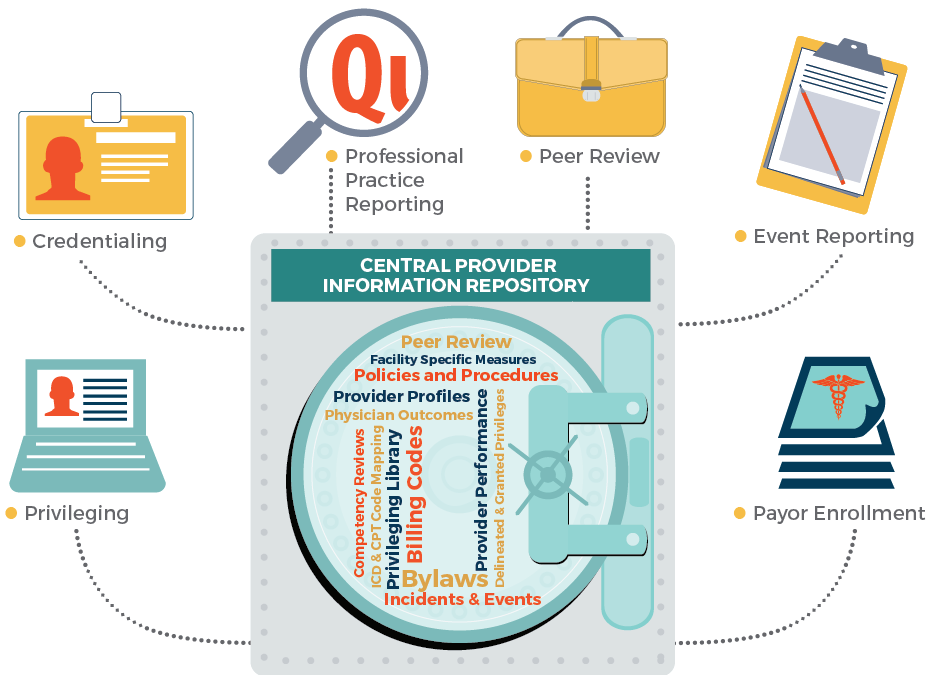 Qu
Professional
Practice
Reporting
Peer Review
Credentialing
Event Reporting
CENTRAL PROVIDER
INFORMATION REPOSITORY
Peer Review
Facility Specific Measures
Policies and Procedures
Provider Profiles
Physician Outcomes
Competency Reviews
ICD & CPT Code Mapping
Privileging Library
Billing Codes
Provider Performance
Delineated & Granted Privileges
Bylaws
Incidents & Events
Privileging
Payor Enrollment